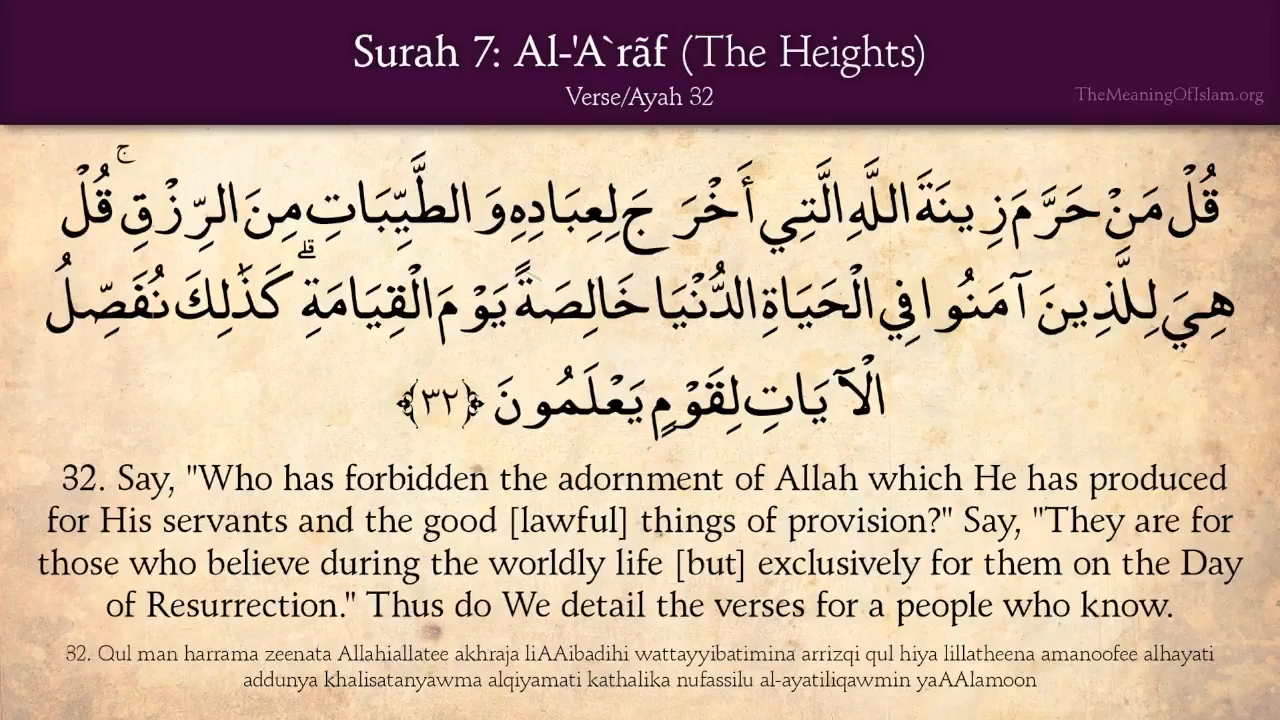 Surah 7: Al-'A`rãf (The Heights)
Verse/Ayah 32
TheMeaningOfIslam.org
قُلْ مَنْ حَرَّمَ زِينَةَ اللَّهِ الَّتِي أَخْرَجَ لِعِبَادِهِ وَالطَّيِّبَاتِ مِنَ الرِّزْقِ ۚ قُلْ
هِيَ لِلَّذِينَ آمَنُوا فِي الْحَيَاةِ الدُّنْيَا خَالِصَةً يَوْمَ الْقِيَامَةِ ۗ كَذَٰلِكَ نُفَصِّلُ
الْآيَاتِ لِقَوْمٍ يَعْلَمُونَ ﴿٣٢﴾
32. Say, "Who has forbidden the adornment of Allah which He has produced
for His servants and the good [lawful] things of provision?" Say, "They are for
those who believe during the worldly life [but] exclusively for them on the Day
of Resurrection." Thus do We detail the verses for a people who know.
32. Qul man harrama zeenata Allahiallatee akhraja liAAibadihi wattayyibatimina arrizqi qul hiya lillatheena amanoofee alhayati
addunya khalisatanyawma alqiyamati kathalika nufassilu al-ayatiliqawmin yaAAlamoon